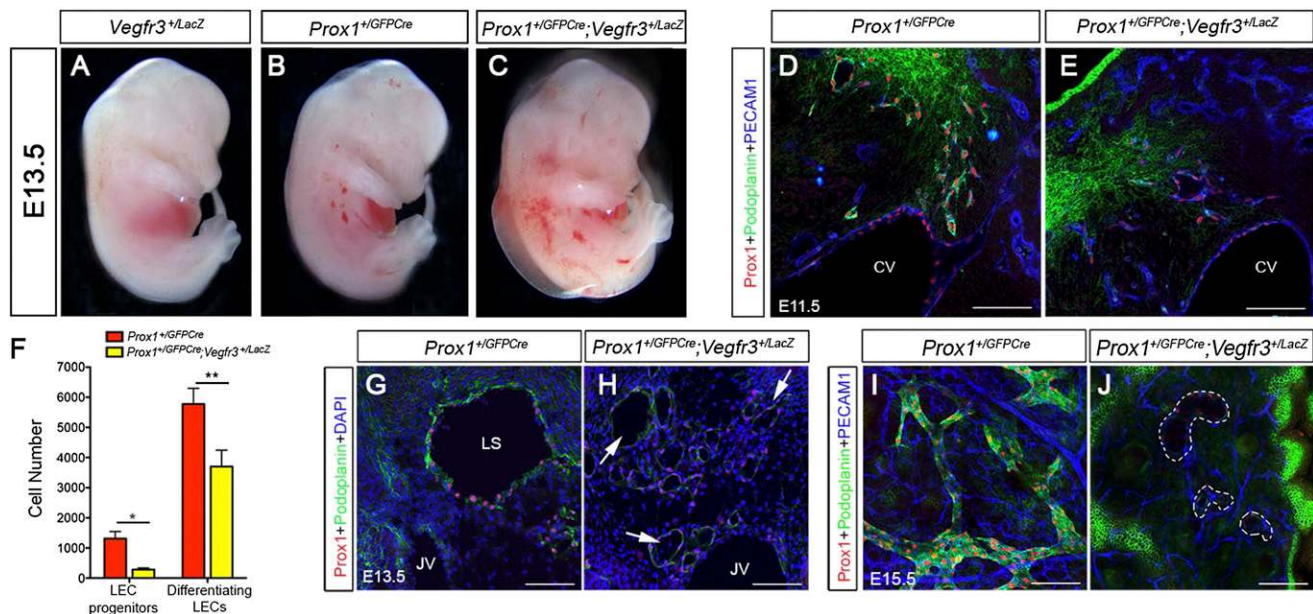 Vegfr3+/LacZ
Prox1+/GFPCre
Prox1+/GFPCre;Vegfr3+/LacZ
E13.5
A
B
C
Prox1+/GFPCre
Prox1+/GFPCre;Vegfr3+/LacZ
Prox1+Podoplanin+PECAM1
D
E
CV
CV
E11.5
F
Prox1+/GFPCre
Prox1+/GFPCre;Vegfr3+/LacZ
Cell Number
7000
6000
5000
4000
3000
2000
1000
0
*
**
LEC
progenitors
Differentiating
LECs
Prox1+/GFPCre
Prox1+/GFPCre;Vegfr3+/LacZ
Prox1+Podoplanin+DAPI
G
H
LS
JV
JV
E13.5
Prox1+/GFPCre
Prox1+/GFPCre;Vegfr3+/LacZ
Prox1+Podoplanin+PECAM1
I
J
E15.5